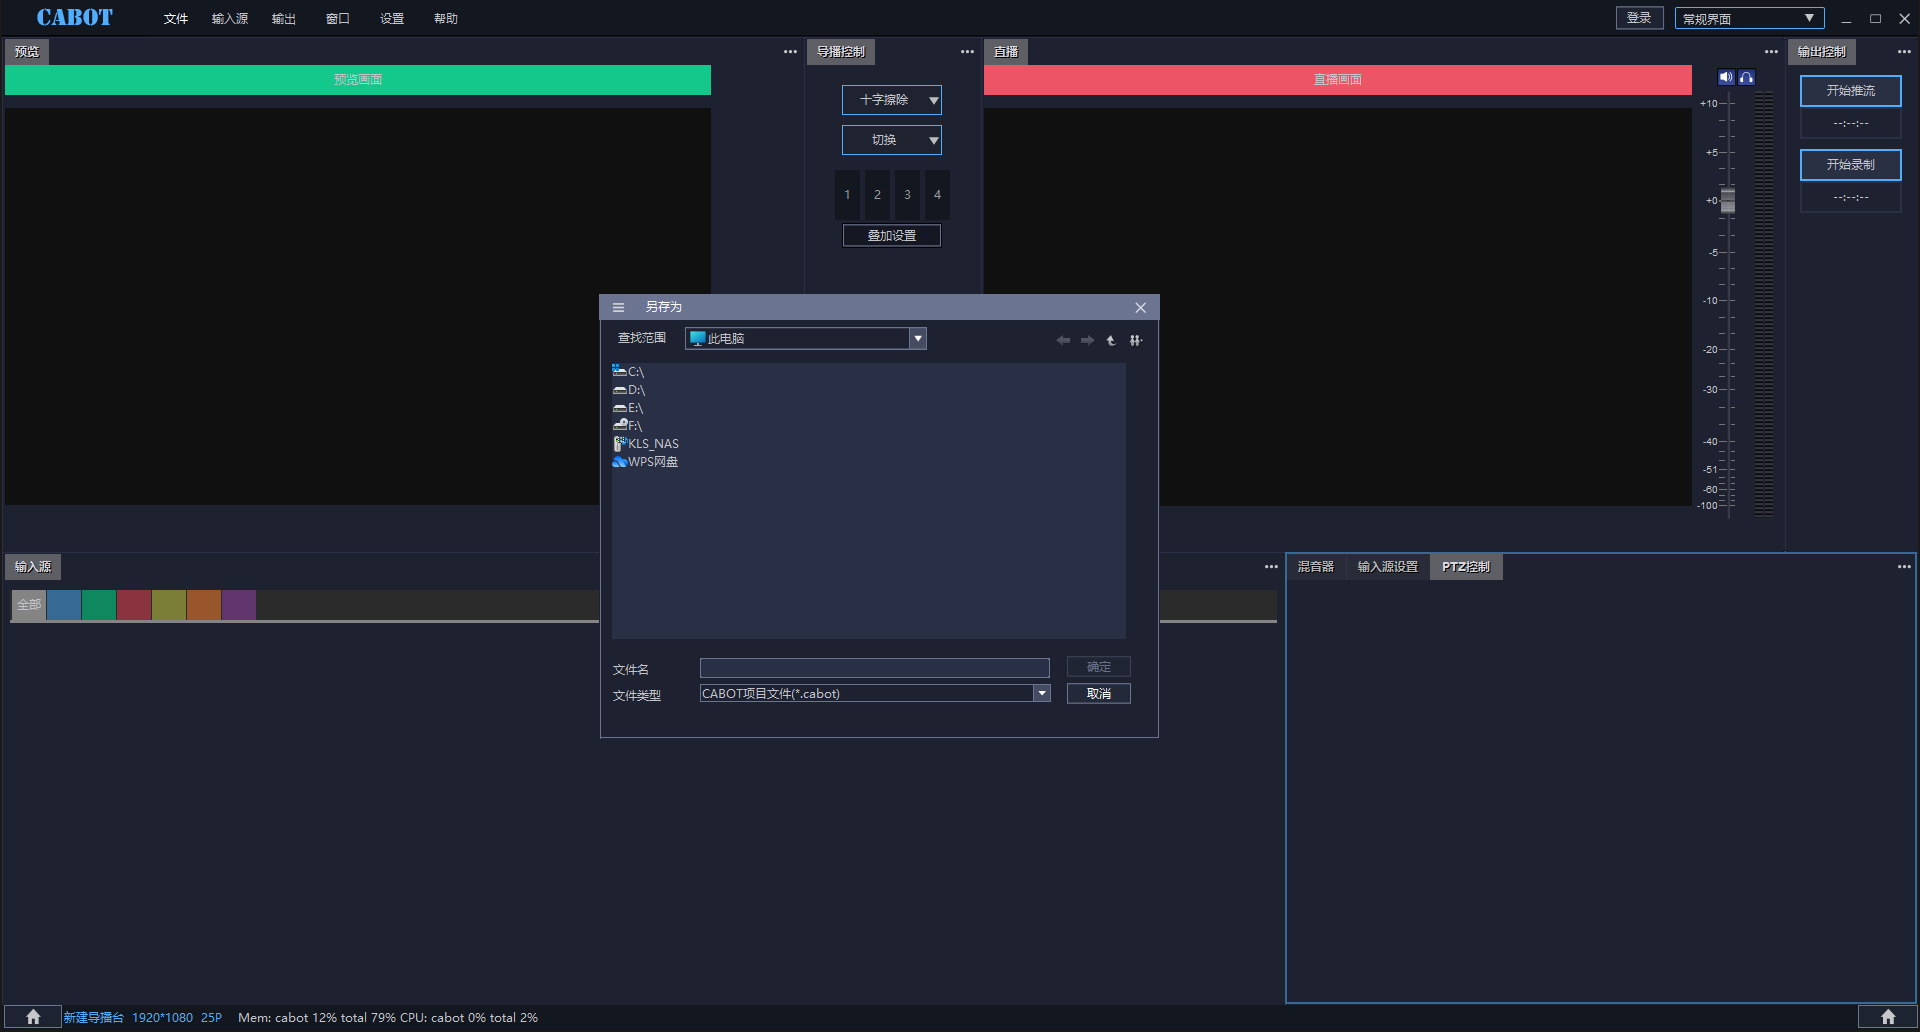 CABOT 文件 输入源 输出 窗口 设置 帮助 登录 常规界面
预览
预览画面
导播控制
十字擦除
切换
1 2 3 4
叠加设置
直播
直播画面
+10
+5
+0
-5
-10
-20
-30
-40
-51
-60
-100
输出控制
开始推流
--:--:--
开始录制
--:--:--
另存为
查找范围 此电脑
C:\
D:\
E:\
F:\
KLS_NAS
WPS网盘
文件名 确定
文件类型 CABOT项目文件(*.cabot) 取消
输入源
全部
混音器 输入源设置 PTZ控制
新建导播台 1920*1080 25P Mem: cabot 12% total 79% CPU: cabot 0% total 2%